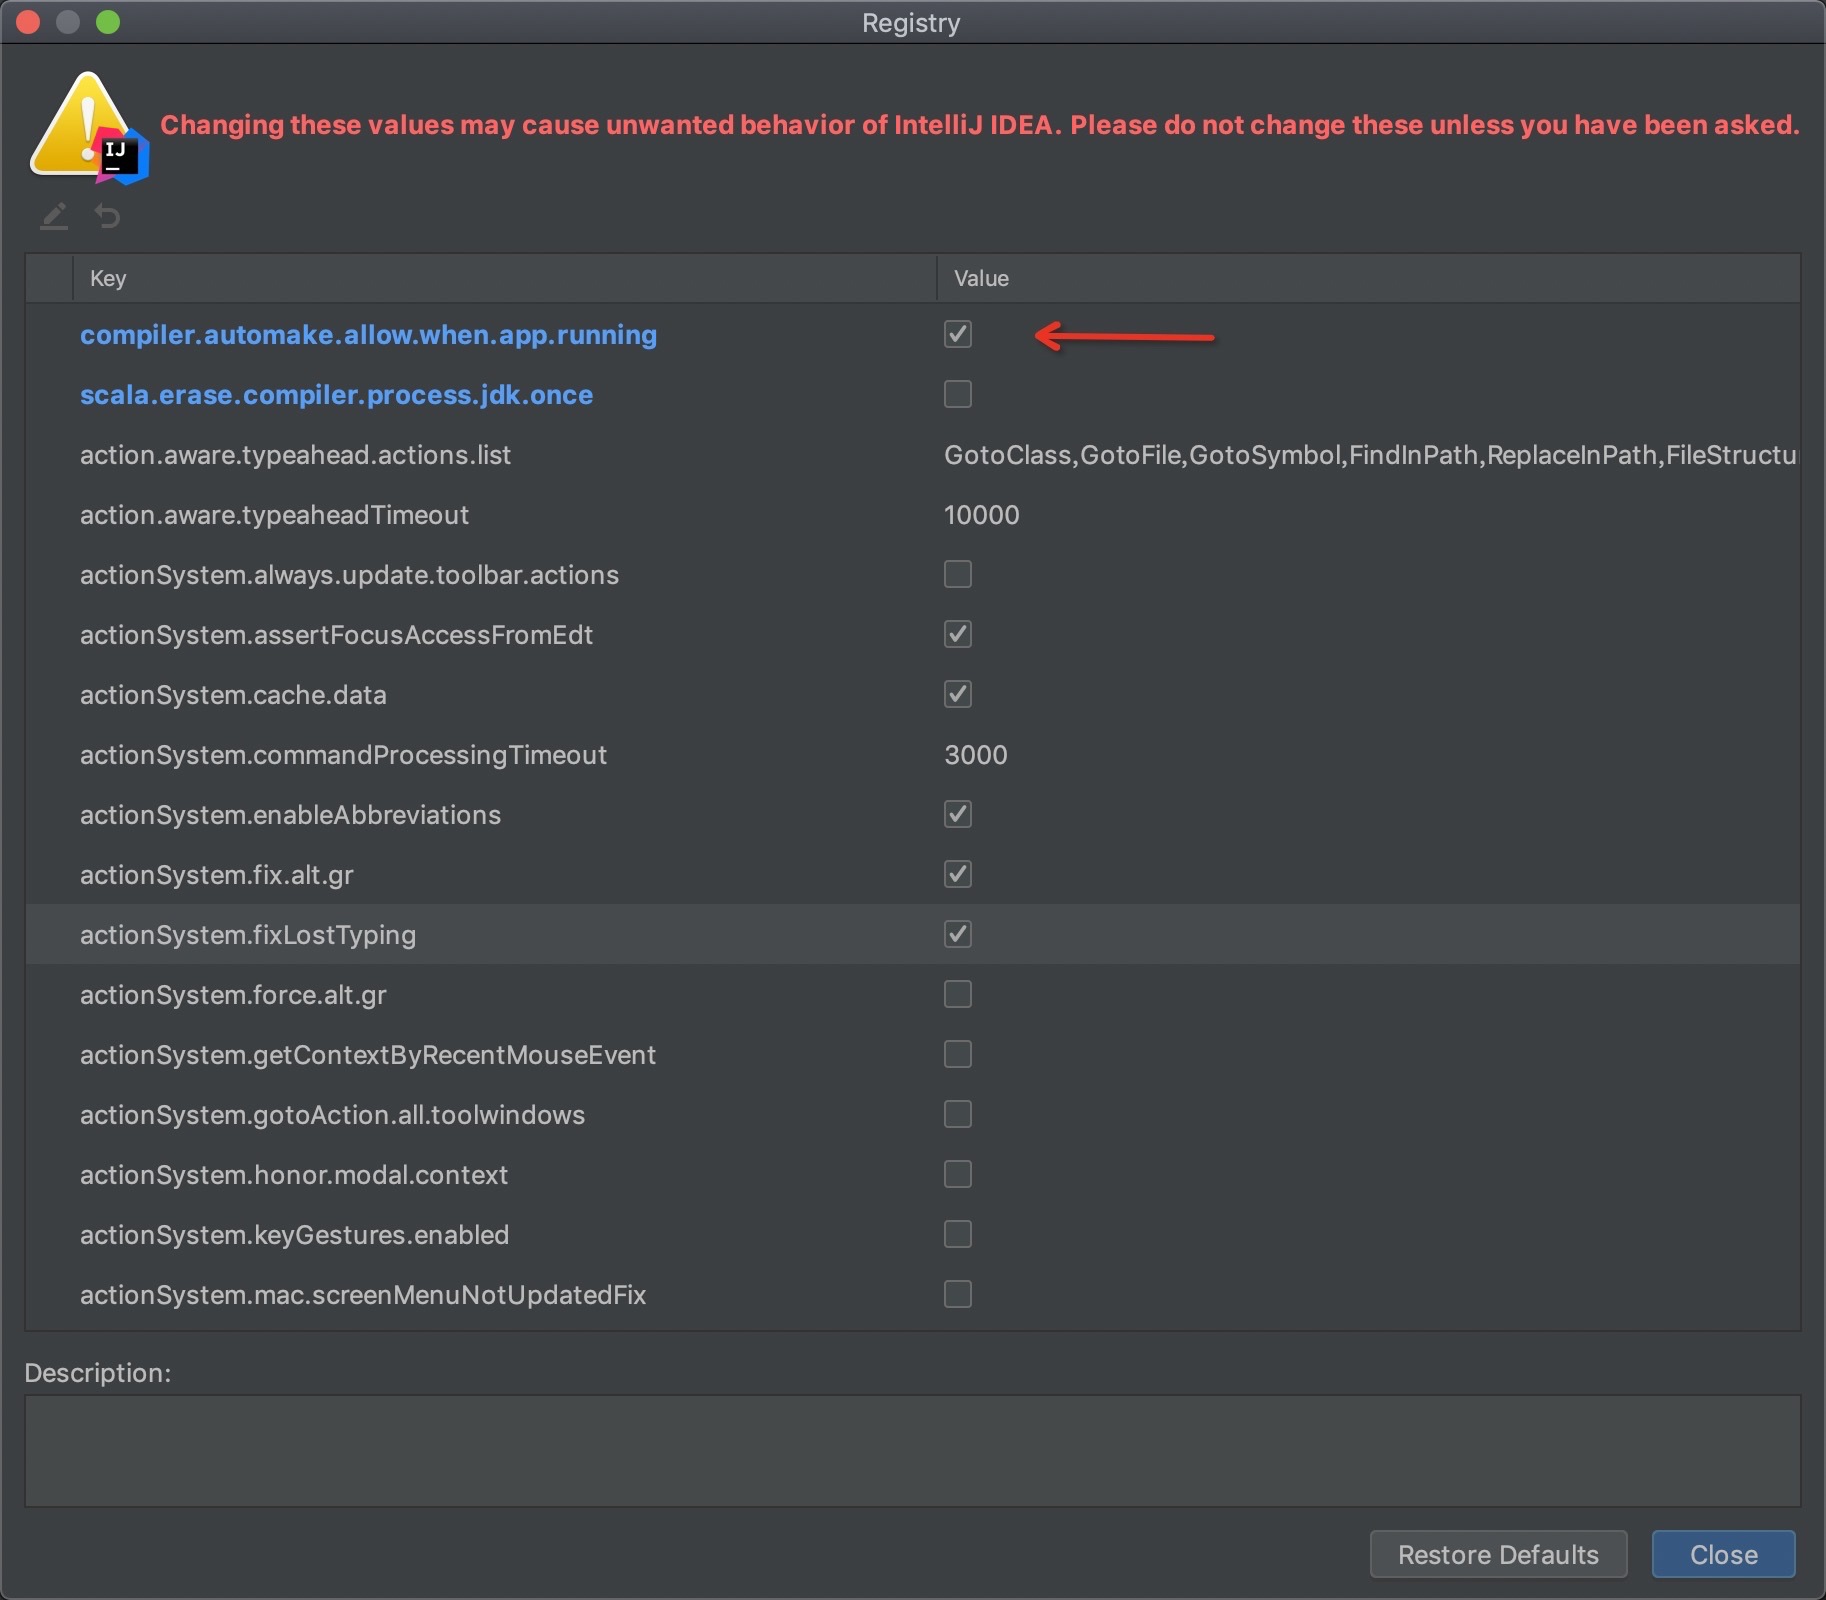 Registry
Changing these values may cause unwanted behavior of IntelliJ IDEA. Please do not change these unless you have been asked.
IJ
Key Value
compiler.automake.allow.when.app.running
scala.erase.compiler.process.jdk.once
action.aware.typeahead.actions.list GotoClass,GotoFile,GotoSymbol,FindInPath,ReplaceInPath,FileStructu
action.aware.typeaheadTimeout 10000
actionSystem.always.update.toolbar.actions
actionSystem.assertFocusAccessFromEdt
actionSystem.cache.data
actionSystem.commandProcessingTimeout 3000
actionSystem.enableAbbreviations
actionSystem.fix.alt.gr
actionSystem.fixLostTyping
actionSystem.force.alt.gr
actionSystem.getContextByRecentMouseEvent
actionSystem.gotoAction.all.toolwindows
actionSystem.honor.modal.context
actionSystem.keyGestures.enabled
actionSystem.mac.screenMenuNotUpdatedFix
Description:
Restore Defaults Close